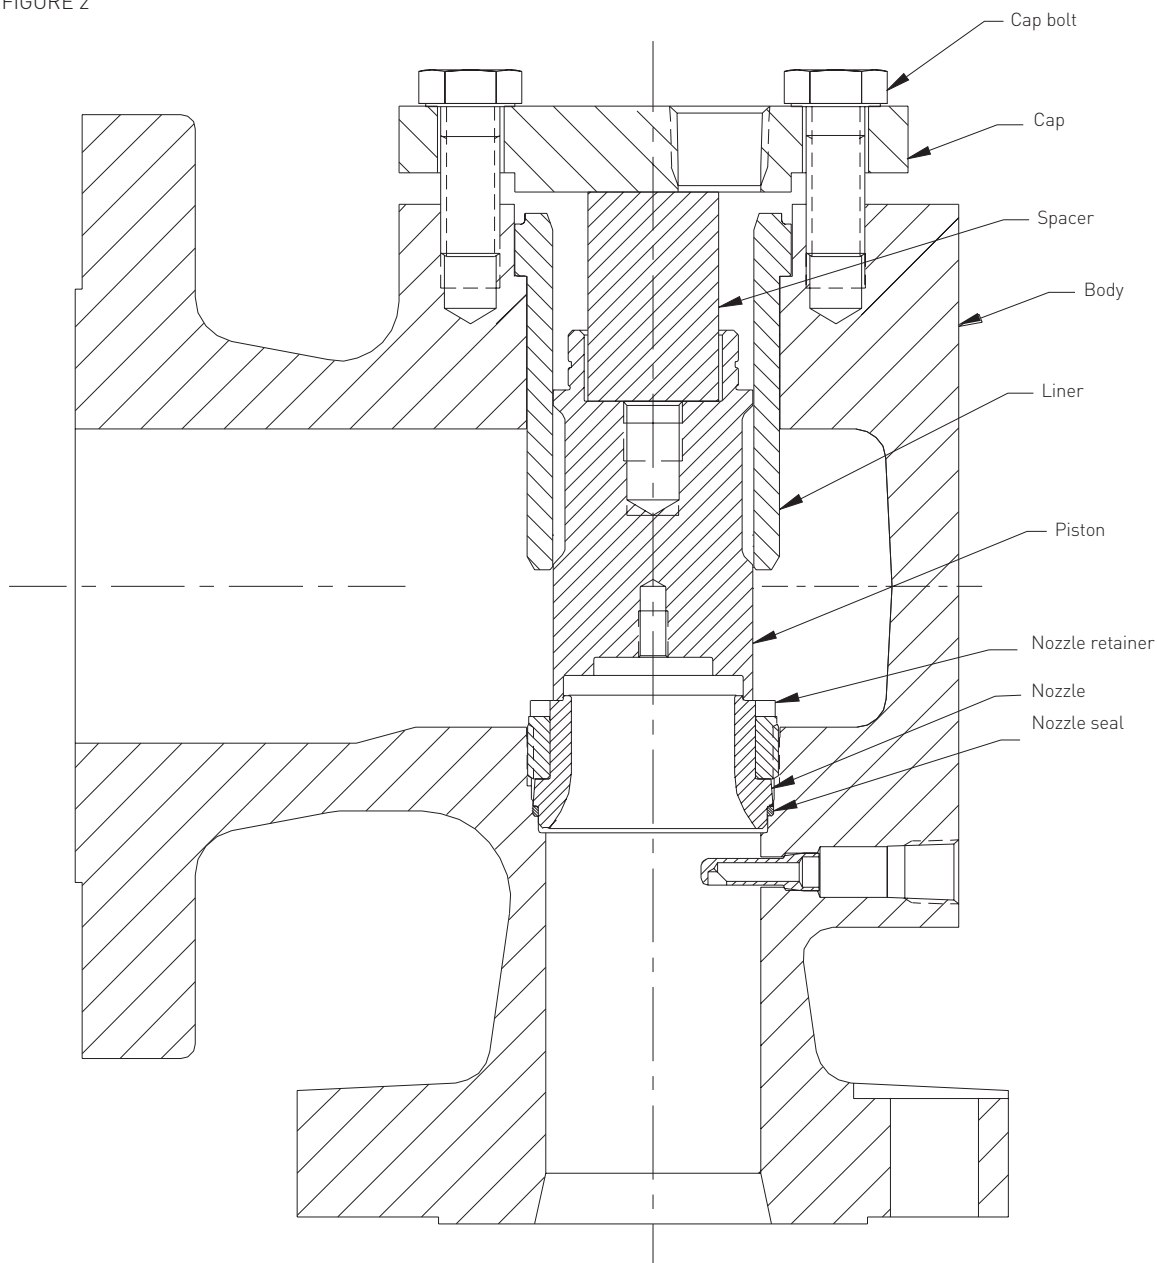 FIGURE 2
Cap bolt
Cap
Spacer
Body
Liner
Piston
Nozzle retainer
Nozzle
Nozzle seal